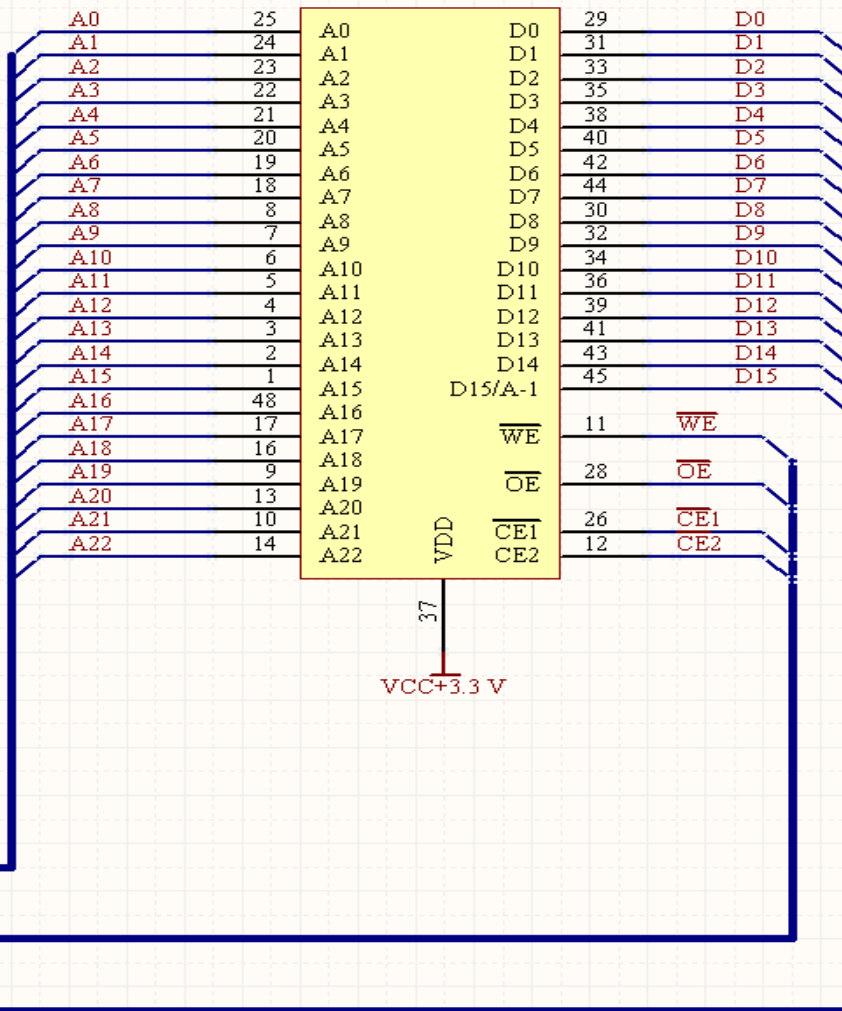 A0 25 A0 D0 29 D0
A1 24 A1 D1 31 D1
A2 23 A2 D2 33 D2
A3 22 A3 D3 35 D3
A4 21 A4 D4 38 D4
A5 20 A5 D5 40 D5
A6 19 A6 D6 42 D6
A7 18 A7 D7 44 D7
A8 8 A8 D8 30 D8
A9 7 A9 D9 32 D9
A10 6 A10 D10 34 D10
A11 5 A11 D11 36 D11
A12 4 A12 D12 39 D12
A13 3 A13 D13 41 D13
A14 2 A14 D14 43 D14
A15 1 A15 D15/A-1 45 D15
A16 48 A16
A17 17 A17 W̅E̅ 11 W̅E̅
A18 16 A18
A19 9 A19 O̅E̅ 28 O̅E̅
A20 13 A20
A21 10 A21 C̅E̅1̅ 26 C̅E̅1̅
A22 14 A22 CE2 12 CE2
VDD
37
VCC+3.3 V